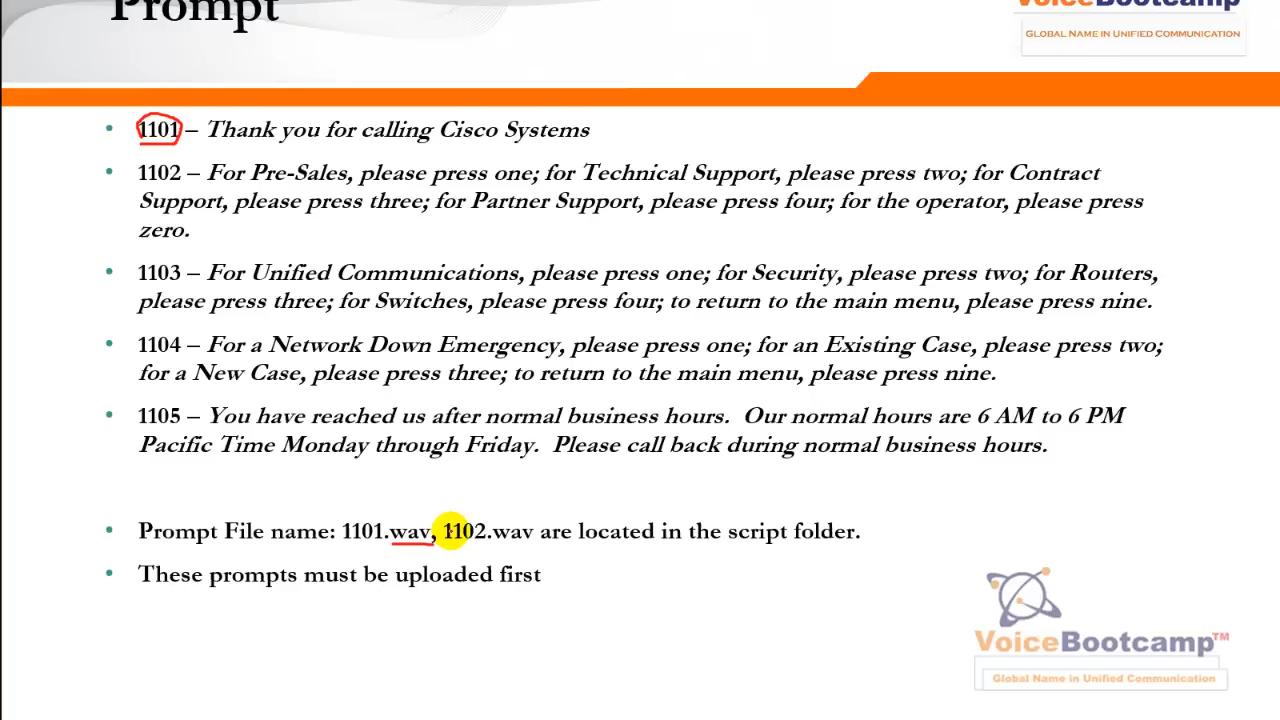 Prompt
VoiceBootcamp
GLOBAL NAME IN UNIFIED COMMUNICATION
• 1101 – Thank you for calling Cisco Systems
• 1102 – For Pre-Sales, please press one; for Technical Support, please press two; for Contract
Support, please press three; for Partner Support, please press four; for the operator, please press
zero.
• 1103 – For Unified Communications, please press one; for Security, please press two; for Routers,
please press three; for Switches, please press four; to return to the main menu, please press nine.
• 1104 – For a Network Down Emergency, please press one; for an Existing Case, please press two;
for a New Case, please press three; to return to the main menu, please press nine.
• 1105 – You have reached us after normal business hours. Our normal hours are 6 AM to 6 PM
Pacific Time Monday through Friday. Please call back during normal business hours.
• Prompt File name: 1101.wav, 1102.wav are located in the script folder.
• These prompts must be uploaded first
VoiceBootcamp™
Global Name in Unified Communication